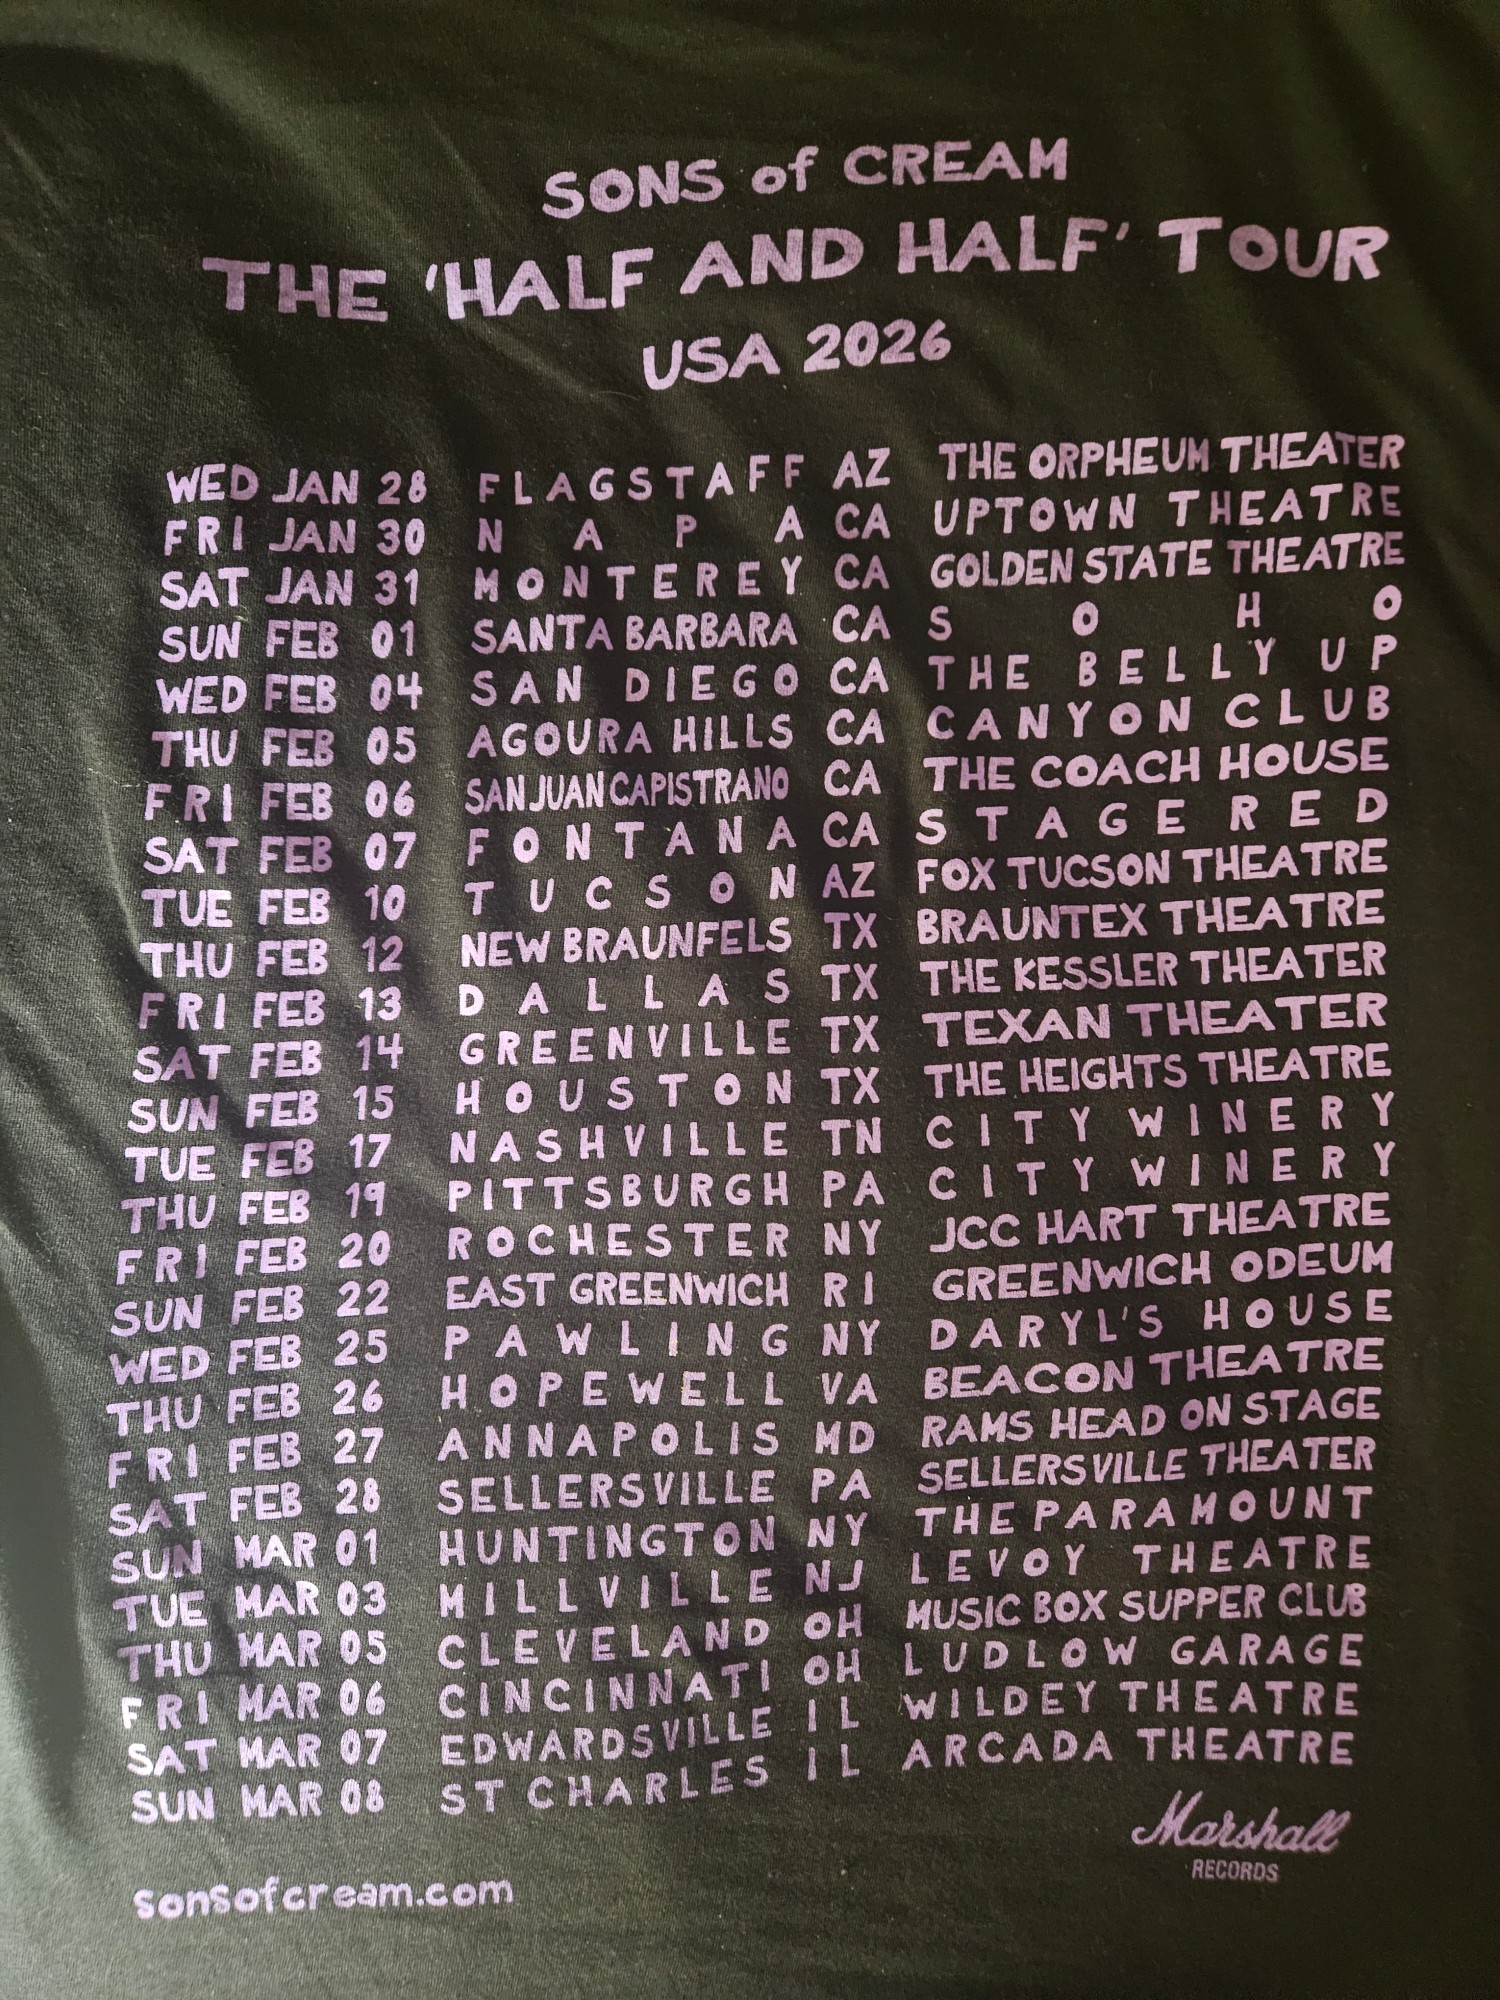 SONS of CREAM
THE 'HALF AND HALF' TOUR
USA 2026
WED JAN 28 FLAGSTAFF AZ THE ORPHEUM THEATER
FRI JAN 30 NAPA CA UPTOWN THEATRE
SAT JAN 31 MONTEREY CA GOLDEN STATE THEATRE
SUN FEB 01 SANTA BARBARA CA SOHO
WED FEB 04 SAN DIEGO CA THE BELLY UP
THU FEB 05 AGOURA HILLS CA CANYON CLUB
FRI FEB 06 SAN JUAN CAPISTRANO CA THE COACH HOUSE
SAT FEB 07 FONTANA CA STAGE RED
TUE FEB 10 TUCSON AZ FOX TUCSON THEATRE
THU FEB 12 NEW BRAUNFELS TX BRAUNTEX THEATRE
FRI FEB 13 DALLAS TX THE KESSLER THEATER
SAT FEB 14 GREENVILLE TX TEXAN THEATER
SUN FEB 15 HOUSTON TX THE HEIGHTS THEATRE
TUE FEB 17 NASHVILLE TN CITY WINERY
THU FEB 19 PITTSBURGH PA CITY WINERY
FRI FEB 20 ROCHESTER NY JCC HART THEATRE
SUN FEB 22 EAST GREENWICH RI GREENWICH ODEUM
WED FEB 25 PAWLING NY DARYL'S HOUSE
THU FEB 26 HOPEWELL VA BEACON THEATRE
FRI FEB 27 ANNAPOLIS MD RAMS HEAD ON STAGE
SAT FEB 28 SELLERSVILLE PA SELLERSVILLE THEATER
SUN MAR 01 HUNTINGTON NY THE PARAMOUNT
TUE MAR 03 MILLVILLE NJ LEVOY THEATRE
THU MAR 05 CLEVELAND OH MUSIC BOX SUPPER CLUB
FRI MAR 06 CINCINNATI OH LUDLOW GARAGE
SAT MAR 07 EDWARDSVILLE IL WILDEY THEATRE
SUN MAR 08 ST CHARLES IL ARCADA THEATRE
Marshall
RECORDS
sonsofcream.com